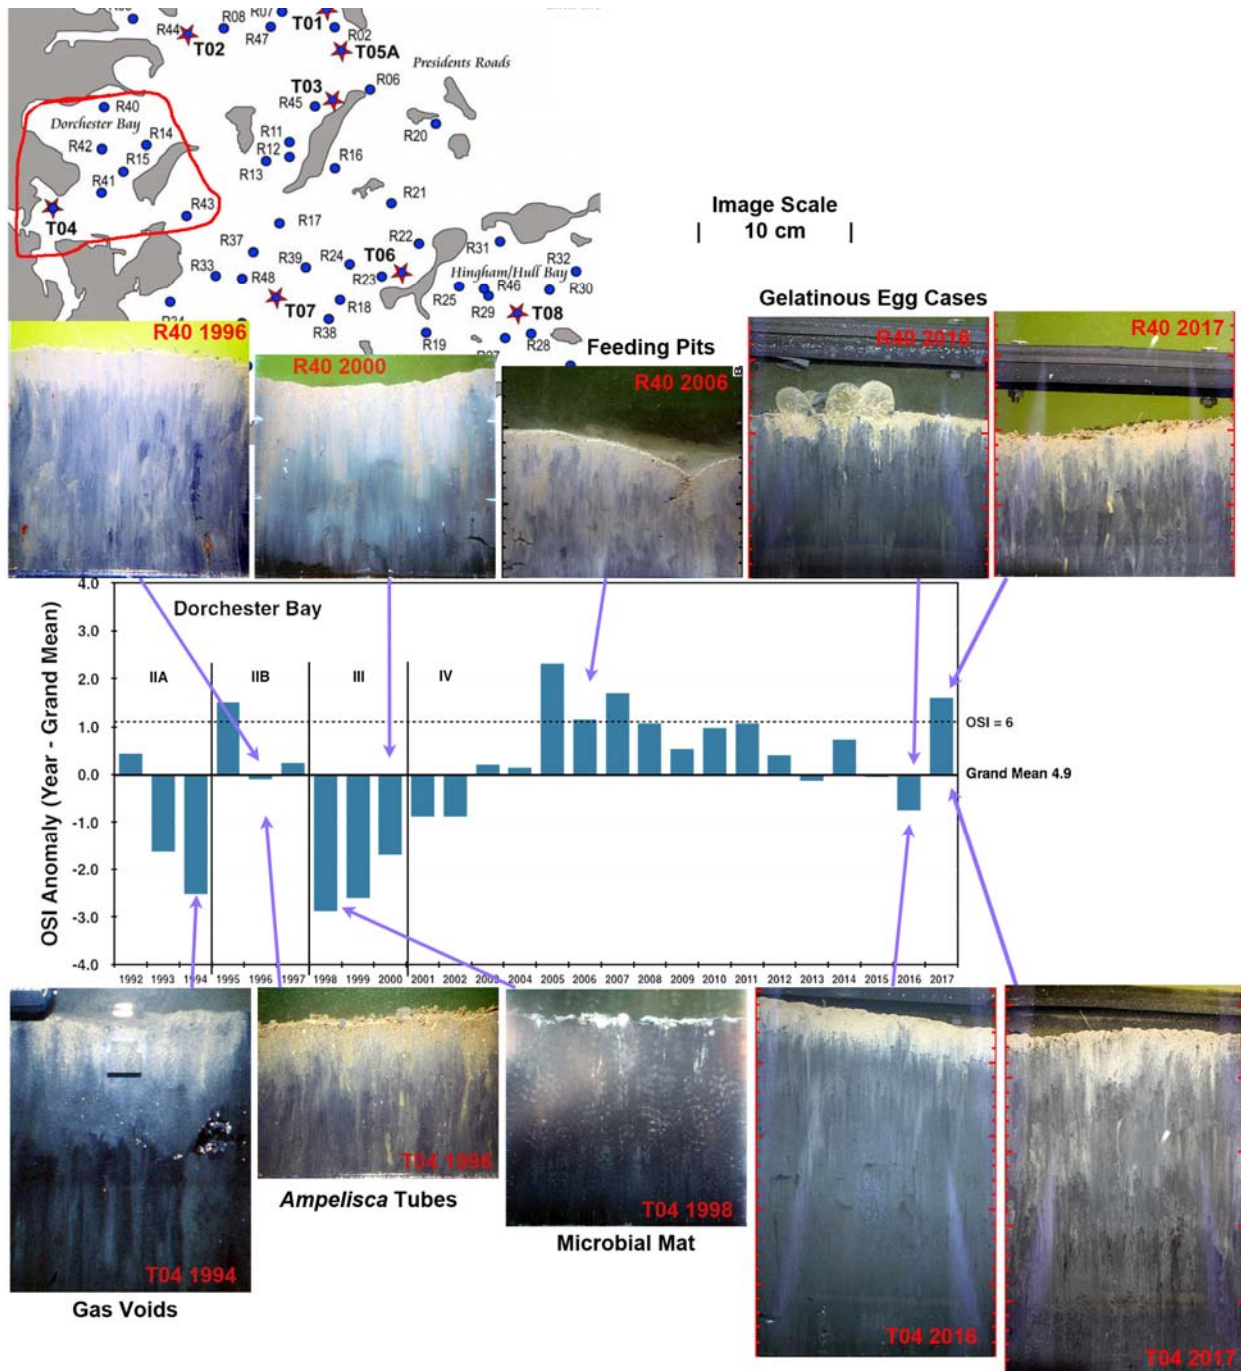 R44
T02
R08
R07
R47
T01
R02
T05A
Presidents Roads
R40
Dorchester Bay
T03
R45
R06
R20
R42
R14
R15
R11
R12
R13
R16
R41
T04
R43
R21
R17
Image Scale
10 cm
R37
R33
R48
R39
R24
T06
R23
R22
R31
Hingham/Hull Bay
R32
R30
R46
R25
R29
T07
R18
R38
R19
T08
R28
Gelatinous Egg Cases
Feeding Pits
R40 1996
R40 2000
R40 2006
R40 2016
R40 2017
B
Dorchester Bay
OSI Anomaly (Year - Grand Mean)
4.0
3.0
2.0
1.0
0.0
-1.0
-2.0
-3.0
-4.0
IIA
IIB
III
IV
OSI = 6
Grand Mean 4.9
1992 1993 1994 1995 1996 1997 1998 1999 2000 2001 2002 2003 2004 2005 2006 2007 2008 2009 2010 2011 2012 2013 2014 2015 2016 2017
T04 1994
Gas Voids
T04 1996
Ampelisca Tubes
T04 1998
Microbial Mat
T04 2016
T04 2017